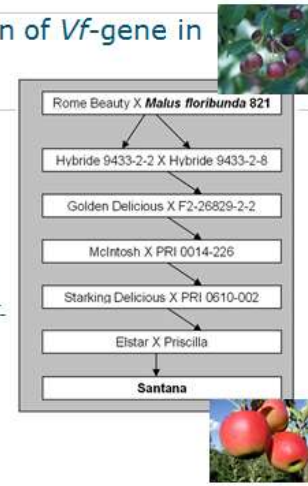 n of Vf-gene in
Rome Beauty X Malus floribunda 821
Hybride 9433-2-2 X Hybride 9433-2-8
Golden Delicious X F2-26829-2-2
McIntosh X PRI 0014-226
Starking Delicious X PRI 0610-002
Elstar X Priscilla
Santana